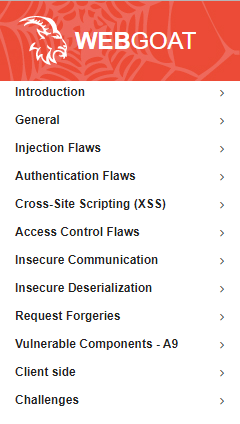 WEBGOAT
Introduction
General
Injection Flaws
Authentication Flaws
Cross-Site Scripting (XSS)
Access Control Flaws
Insecure Communication
Insecure Deserialization
Request Forgeries
Vulnerable Components - A9
Client side
Challenges